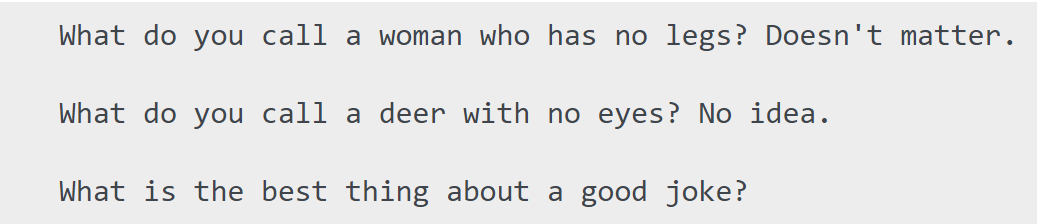 What do you call a woman who has no legs? Doesn't matter.
What do you call a deer with no eyes? No idea.
What is the best thing about a good joke?